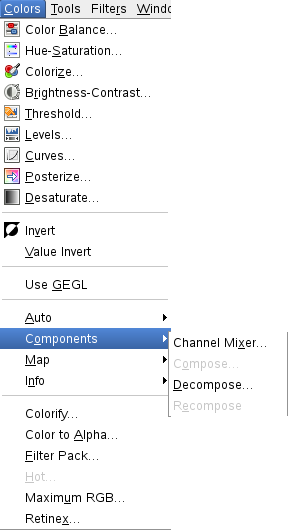 Colors Tools Filters Windo
Color Balance...
Hue-Saturation...
Colorize...
Brightness-Contrast...
Threshold...
Levels...
Curves...
Posterize...
Desaturate...
Invert
Value Invert
Use GEGL
Auto
Components
Map
Info
Channel Mixer...
Compose...
Decompose...
Recompose
Colorify...
Color to Alpha...
Filter Pack...
Hot...
Maximum RGB...
Retinex...